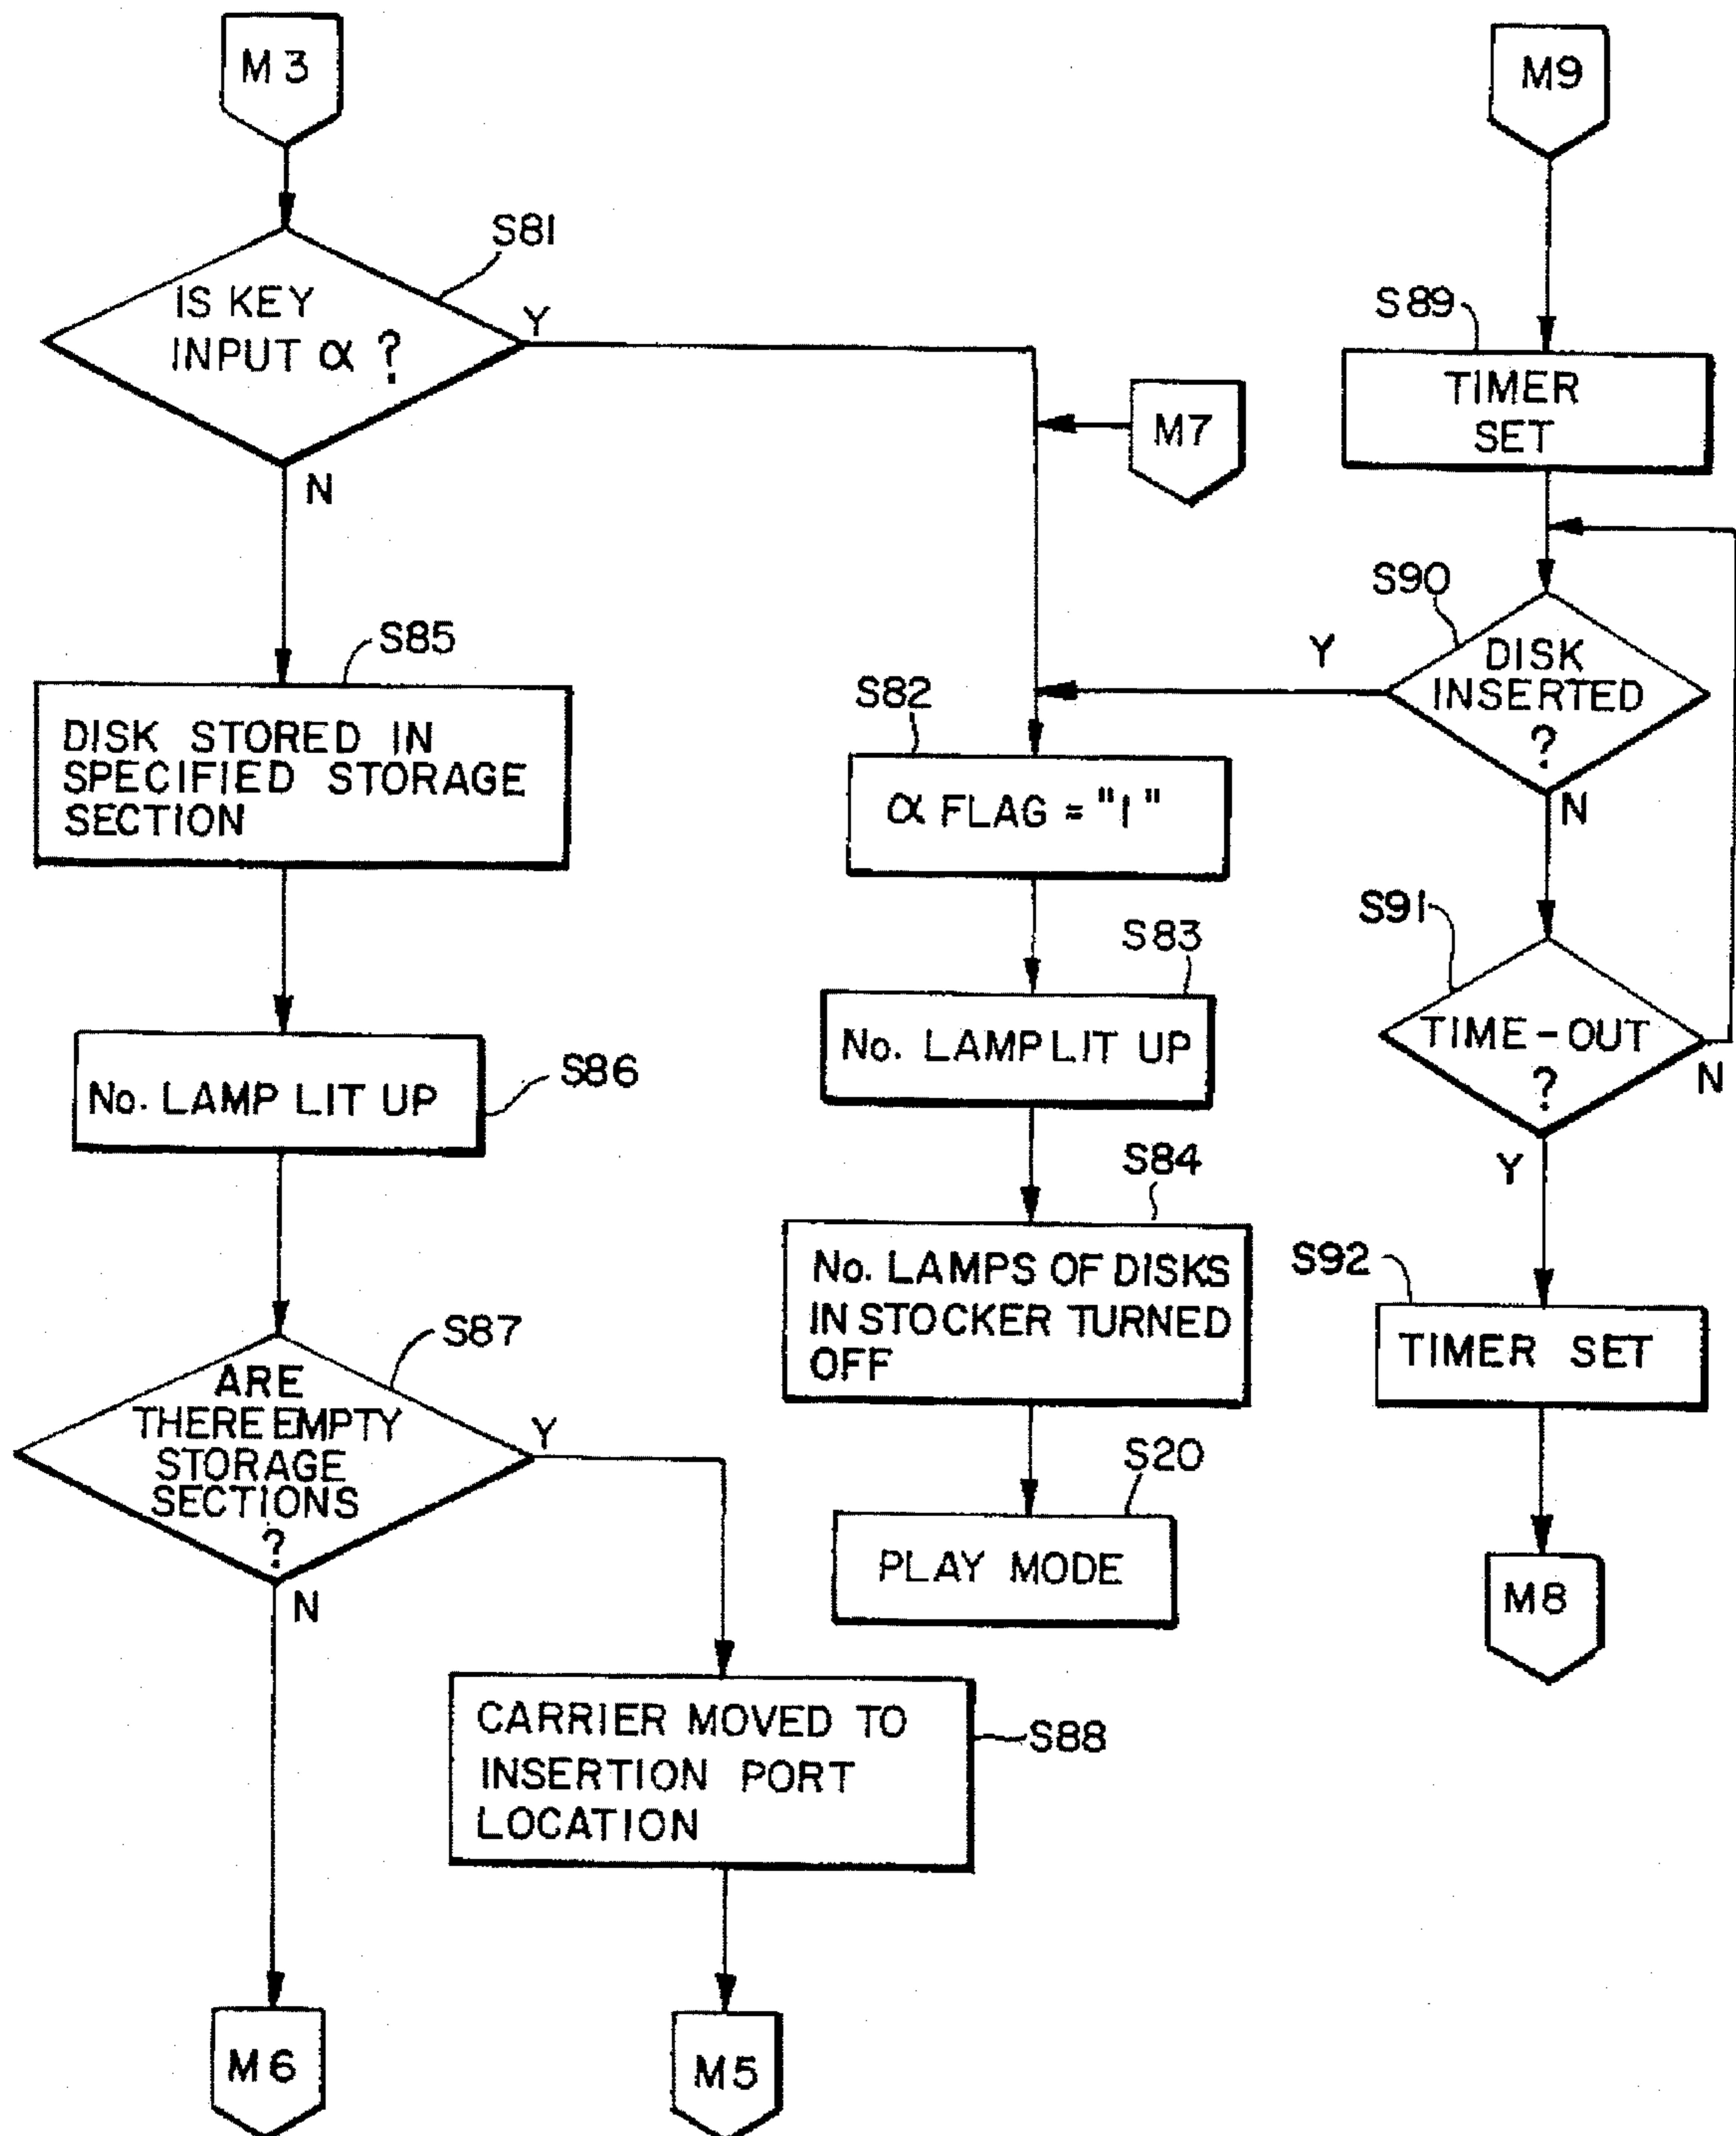 M3
S81
IS KEY
INPUT α ?
Y
N
S85
DISK STORED IN
SPECIFIED STORAGE
SECTION
No. LAMP LIT UP
S86
S87
ARE
THERE EMPTY
STORAGE
SECTIONS
?
Y
N
CARRIER MOVED TO
INSERTION PORT
LOCATION
S88
M6
M5
M7
S82
α FLAG = "1"
S83
No. LAMP LIT UP
S84
No. LAMPS OF DISKS
IN STOCKER TURNED
OFF
S20
PLAY MODE
M9
S89
TIMER
SET
S90
DISK
INSERTED
?
Y
N
S91
TIME-OUT
?
N
Y
S92
TIMER SET
M8